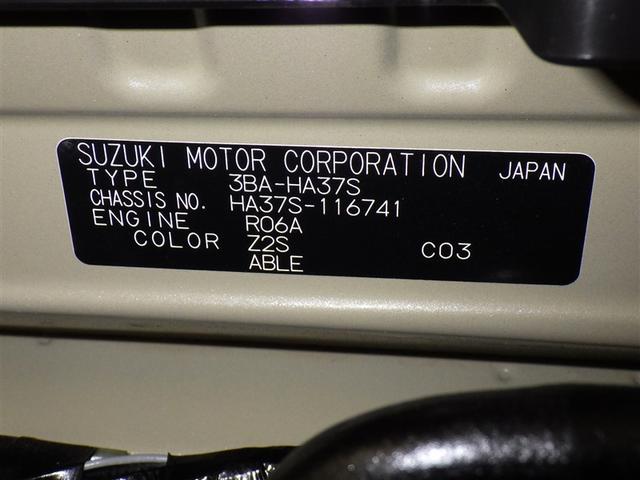 SUZUKI MOTOR CORPORATION JAPAN
TYPE 3BA-HA37S
CHASSIS NO. HA37S-116741
ENGINE R06A
COLOR Z2S C03
ABLE